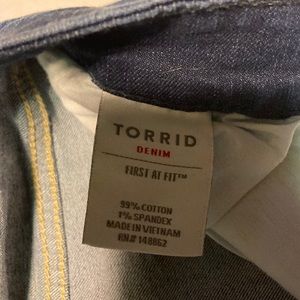 TORRID
DENIM
FIRST AT FIT™
99% COTTON
1% SPANDEX
MADE IN VIETNAM
RN# 148862